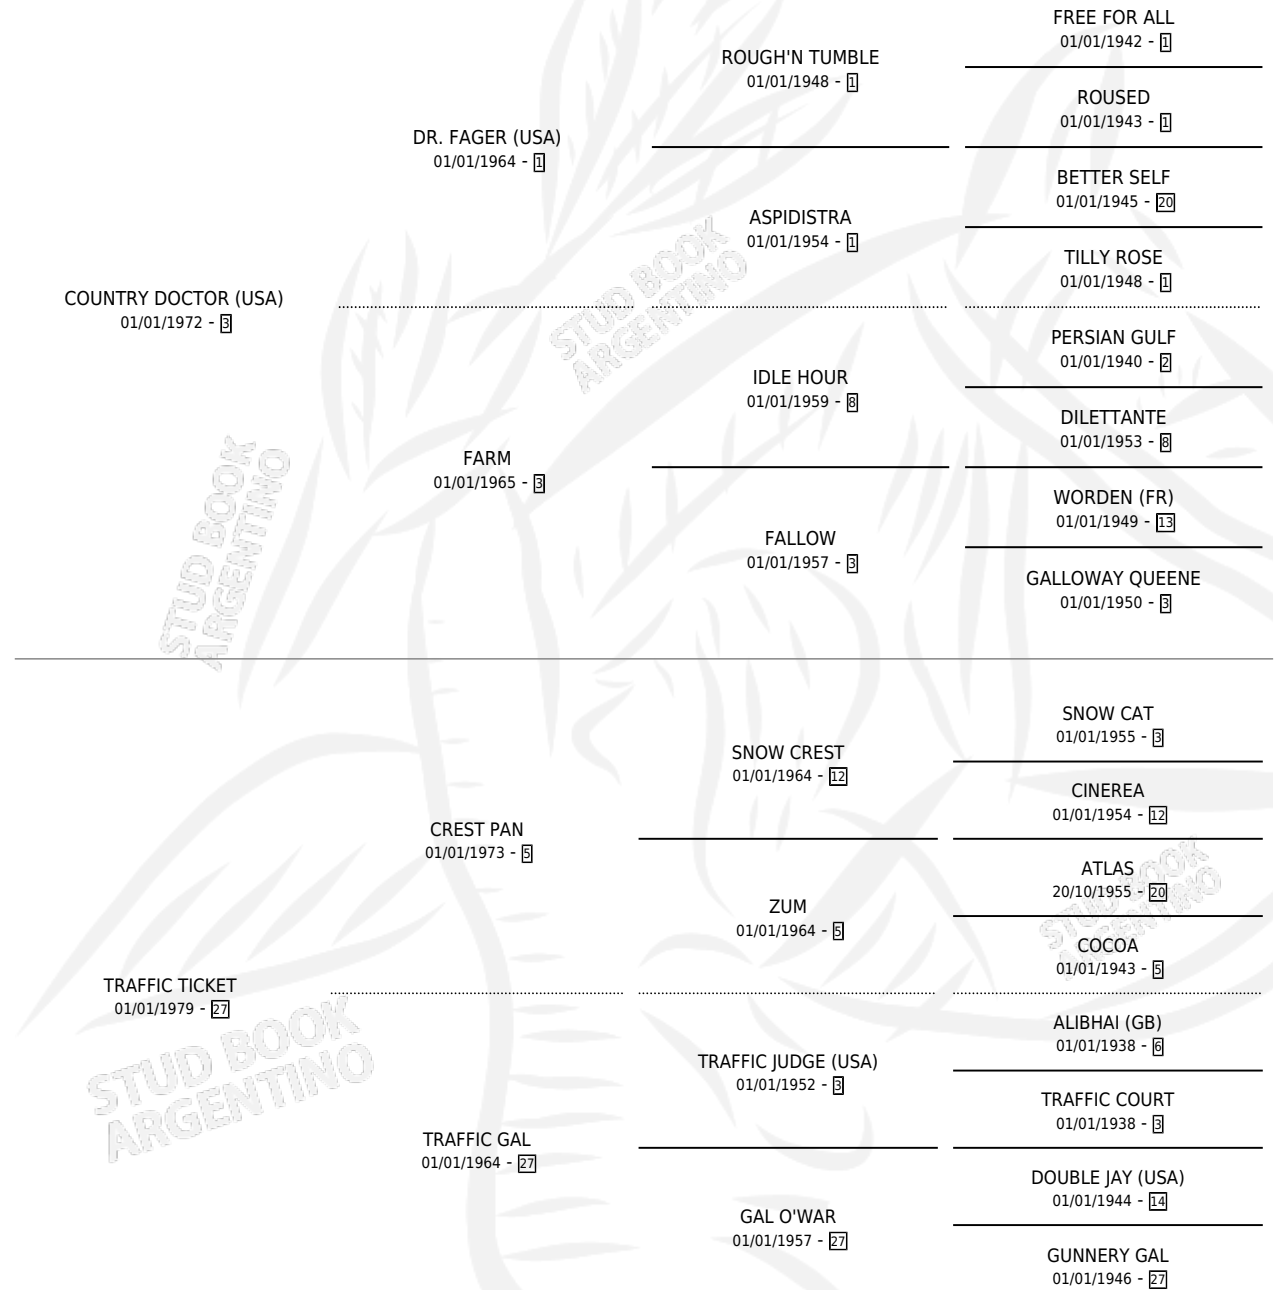 FREE FOR ALL
01/01/1942 - 1
ROUGH'N TUMBLE
01/01/1948 - 1
ROUSED
01/01/1943 - 1
DR. FAGER (USA)
01/01/1964 - 1
BETTER SELF
01/01/1945 - 20
ASPIDISTRA
01/01/1954 - 1
TILLY ROSE
01/01/1948 - 1
COUNTRY DOCTOR (USA)
01/01/1972 - 3
PERSIAN GULF
01/01/1940 - 2
IDLE HOUR
01/01/1959 - 8
DILETTANTE
01/01/1953 - 8
FARM
01/01/1965 - 3
WORDEN (FR)
01/01/1949 - 13
FALLOW
01/01/1957 - 3
GALLOWAY QUEENE
01/01/1950 - 3
STUD BOOK
ARGENTINO
STUD BOOK
ARGENTINO
SNOW CAT
01/01/1955 - 3
SNOW CREST
01/01/1964 - 12
CINEREA
01/01/1954 - 12
CREST PAN
01/01/1973 - 5
ATLAS
20/10/1955 - 20
ZUM
01/01/1964 - 5
COCOA
01/01/1943 - 5
TRAFFIC TICKET
01/01/1979 - 27
ALIBHAI (GB)
01/01/1938 - 6
TRAFFIC JUDGE (USA)
01/01/1952 - 3
TRAFFIC COURT
01/01/1938 - 3
TRAFFIC GAL
01/01/1964 - 27
DOUBLE JAY (USA)
01/01/1944 - 14
GAL O'WAR
01/01/1957 - 27
GUNNERY GAL
01/01/1946 - 27
STUD BOOK
ARGENTINO
STUD BOOK
ARGENTINO